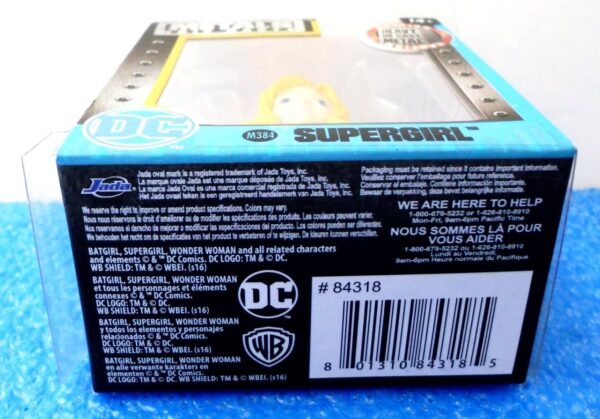 METALS
14+
HEAVY
DIE CAST
METAL
DC
M384
SUPERGIRL™
Jada
Jada oval mark is a registered trademark of Jada Toys, Inc.
La marque ovale Jada est une marque déposée de Jada Toys, Inc.
La marca Jada Oval es una marca comercial registrada de Jada Toys, Inc.
Het Jada ovaal teken is een geregistreerd handelsmerk van Jada Toys, Inc.
We reserve the right to improve or amend product specifications. Colors may vary.
Nous nous réservons le droit d'améliorer ou de modifier les spécifications des produits. Les couleurs peuvent varier.
Nos reservamos el derecho de mejorar o modificar las especificaciones del producto. Los colores pueden ser diferentes.
We behouden het recht om op product te verbeteren of te wijzigen. De kleuren kunnen verschillen.
BATGIRL, SUPERGIRL, WONDER WOMAN and all related characters
and elements © & ™ DC Comics. DC LOGO: TM & © DC.
WB SHIELD: TM & © WBEI. (s16)
BATGIRL, SUPERGIRL, WONDER WOMAN
et tous les personnages et éléments
connexes © & ™ DC Comics.
DC LOGO: TM & © DC.
WB SHIELD: TM & © WBEI. (s16)
BATGIRL, SUPERGIRL, WONDER WOMAN
y todos los elementos y personajes
relacionados © & ™ DC Comics.
DC LOGO: TM & © DC.
WB SHIELD: TM & © WBEI. (s16)
BATGIRL, SUPERGIRL, WONDER WOMAN
en alle verwante karakters en
elementen © & ™ DC Comics.
DC LOGO: TM & © DC.
WB SHIELD: TM & © WBEI. (s16)
DC
WB
Packaging must be retained since it contains important information.
Veuillez conserver l'emballage pour future reference.
Conservar el embalaje. Contiene información importante.
Bewaar de verpakking, deze bevat belangrijke informatie.
WE ARE HERE TO HELP
1-800-679-5232 or 1-626-810-8910
Mon-Fri, 9am-6pm Pacific Time
NOUS SOMMES LÀ POUR
VOUS AIDER
1-800-679-5232 ou 1-626-810-8910
Lundi au Vendredi
9am-6pm Heure normale du Pacifique
# 84318
8 01310 84318 5